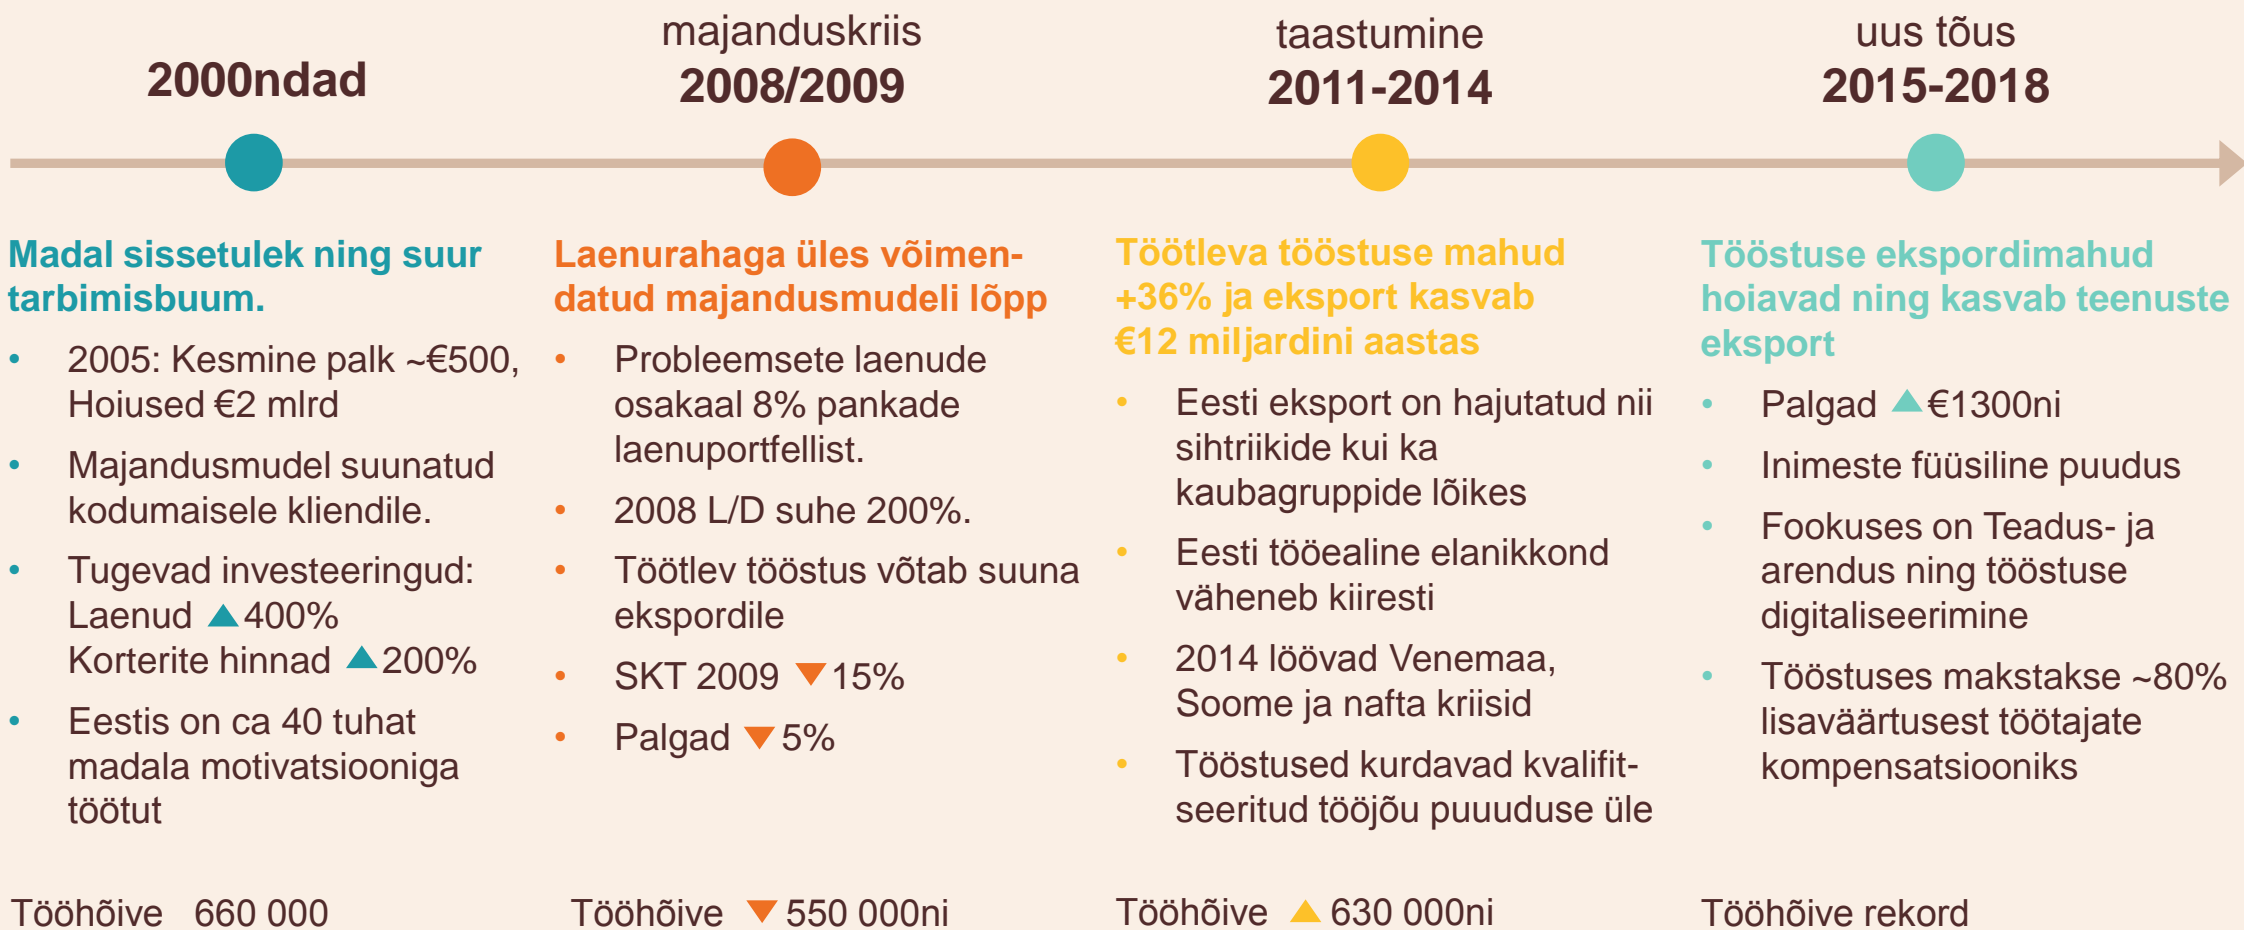 2000ndad
majanduskriis
2008/2009
taastumine
2011-2014
uus tõus
2015-2018
Madal sissetulek ning suur
tarbimisbuum.
• 2005: Kesmine palk ~€500,
Hoiused €2 mlrd
• Majandusmudel suunatud
kodumaisele kliendile.
• Tugevad investeeringud:
Laenud ▲400%
Korterite hinnad ▲200%
• Eestis on ca 40 tuhat
madala motivatsiooniga
töötut
Tööhõive 660 000
Laenurahaga üles võimen-
datud majandusmudeli lõpp
• Probleemsete laenude
osakaal 8% pankade
laenuportfellist.
• 2008 L/D suhe 200%.
• Töötlev tööstus võtab suuna
ekspordile
• SKT 2009 ▼15%
• Palgad ▼5%
Tööhõive ▼550 000ni
Töötleva tööstuse mahud
+36% ja eksport kasvab
€12 miljardini aastas
• Eesti eksport on hajutatud nii
sihtriikide kui ka
kaubagruppide lõikes
• Eesti tööealine elanikkond
väheneb kiiresti
• 2014 löövad Venemaa,
Soome ja nafta kriisid
• Tööstused kurdavad kvalifit-
seeritud tööjõu puuuduse üle
Tööhõive ▲630 000ni
Tööstuse ekspordimahud
hoiavad ning kasvab teenuste
eksport
• Palgad ▲€1300ni
• Inimeste füüsiline puudus
• Fookuses on Teadus- ja
arendus ning tööstuse
digitaliseerimine
• Tööstuses makstakse ~80%
lisaväärtusest töötajate
kompensatsiooniks
Tööhõive rekord